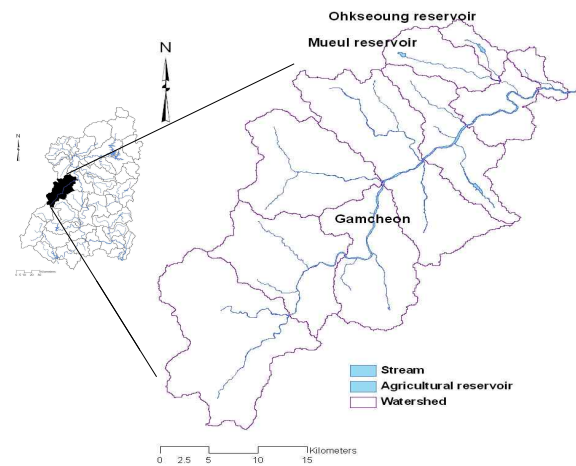 Ohkseoung reservoir
Mueul reservoir
N
N
Gamcheon
Stream
Agricultural reservoir
Watershed
Kilometers
0 2.5 5 10 15